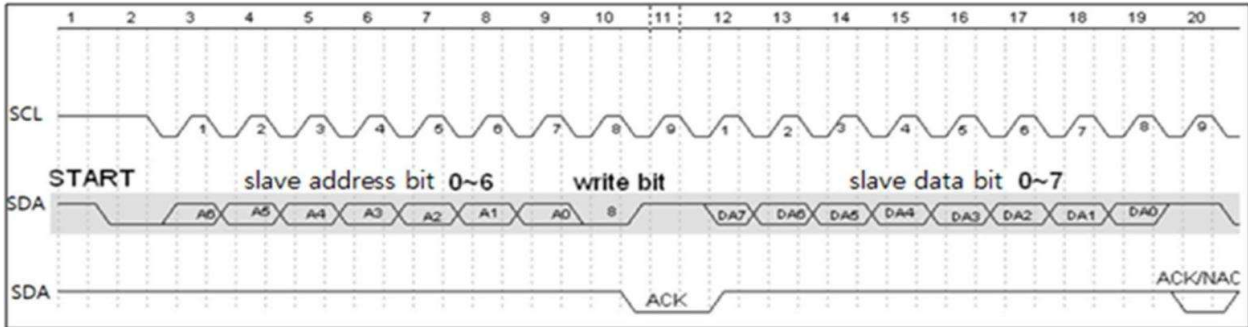 1 2 3 4 5 6 7 8 9 10 11 12 13 14 15 16 17 18 19 20
SCL 1 2 3 4 5 6 7 8 9 1 2 3 4 5 6 7 8 9
START slave address bit 0~6 write bit slave data bit 0~7
SDA A6 A5 A4 A3 A2 A1 A0 8 DA7 DA6 DA5 DA4 DA3 DA2 DA1 DA0
ACK/NAC
SDA ACK